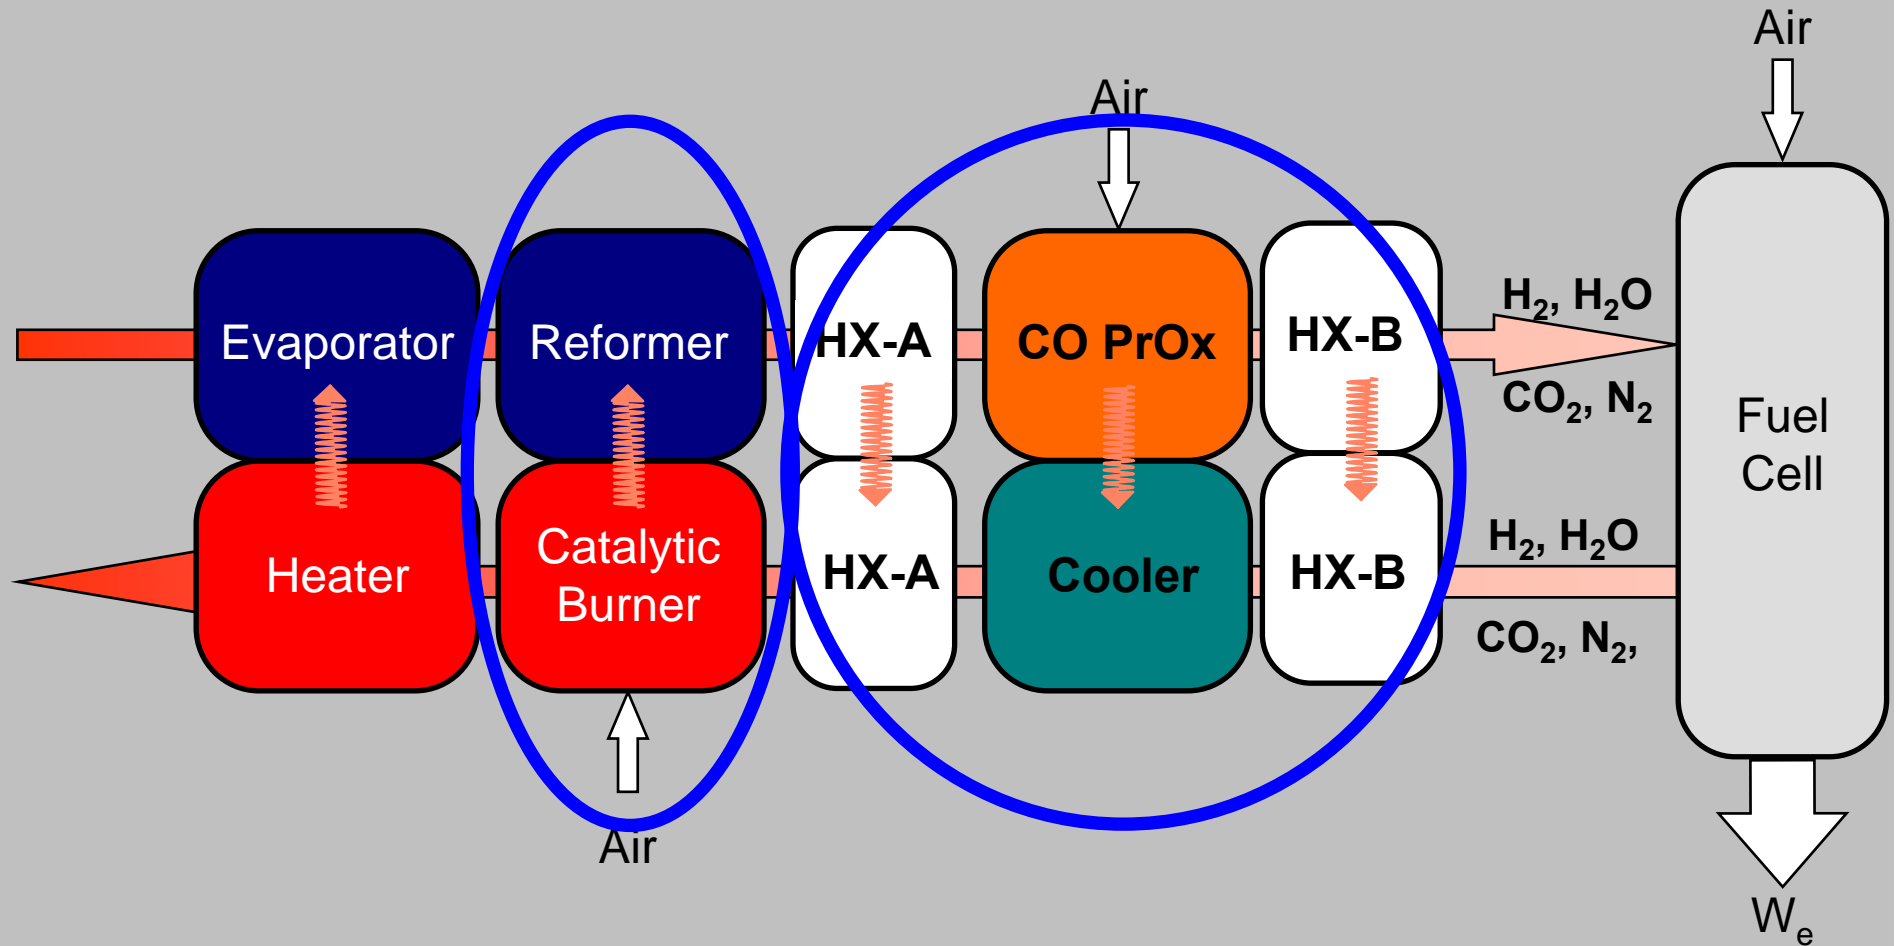 Air
Air
Evaporator
Reformer
HX-A
CO PrOx
HX-B
H₂, H₂O
CO₂, N₂
Fuel
Cell
Heater
Catalytic
Burner
HX-A
Cooler
HX-B
H₂, H₂O
CO₂, N₂,
Air
Wₑ